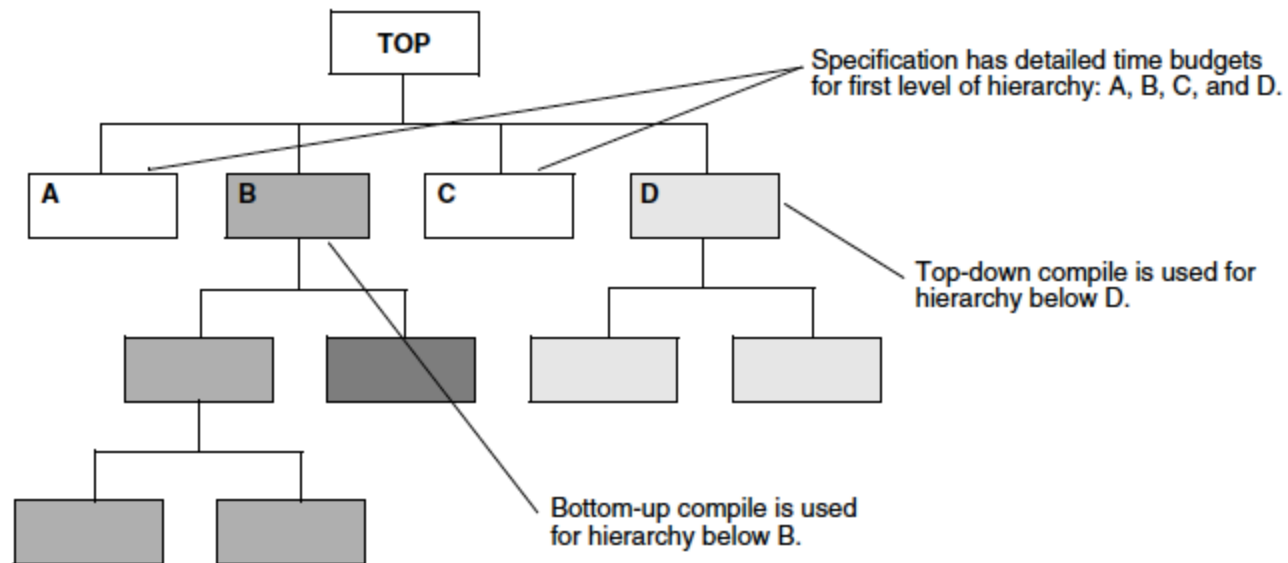 TOP
Specification has detailed time budgets
for first level of hierarchy: A, B, C, and D.
A
B
C
D
Top-down compile is used for
hierarchy below D.
Bottom-up compile is used
for hierarchy below B.